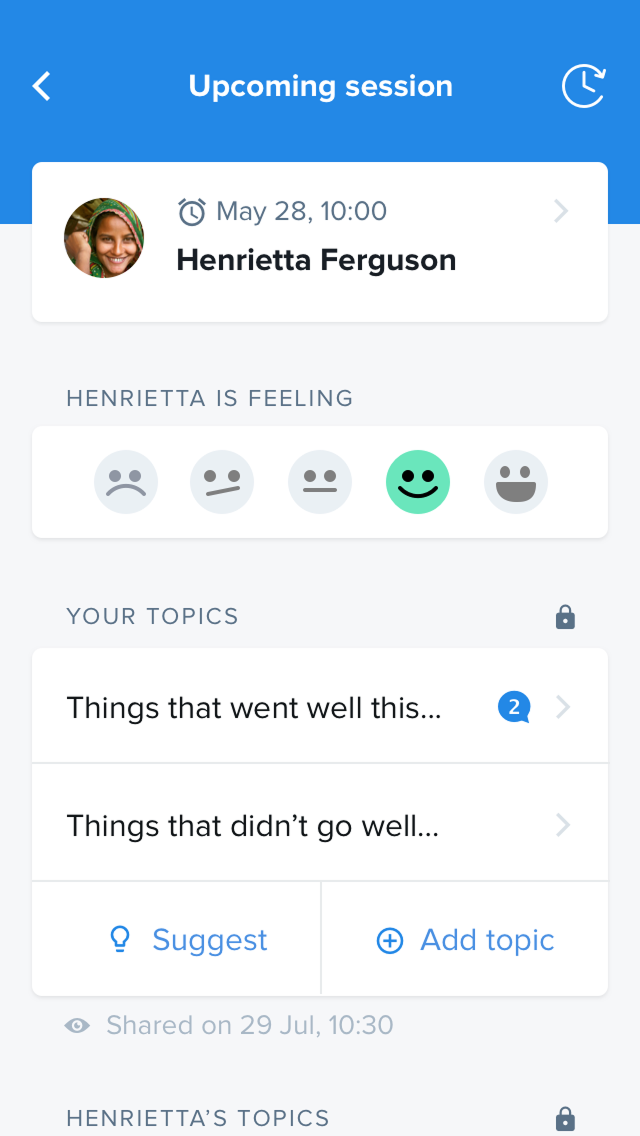 Upcoming session
May 28, 10:00
Henrietta Ferguson
HENRIETTA IS FEELING
YOUR TOPICS
Things that went well this...
2
Things that didn’t go well...
Suggest
Add topic
Shared on 29 Jul, 10:30
HENRIETTA’S TOPICS